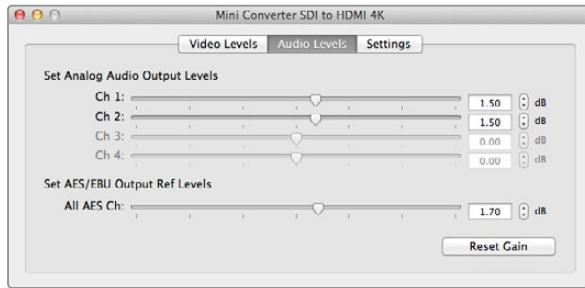 Mini Converter SDI to HDMI 4K
Video Levels Audio Levels Settings
Set Analog Audio Output Levels
Ch 1: 1.50 dB
Ch 2: 1.50 dB
Ch 3: 0.00 dB
Ch 4: 0.00 dB
Set AES/EBU Output Ref Levels
All AES Ch: 1.70 dB
Reset Gain